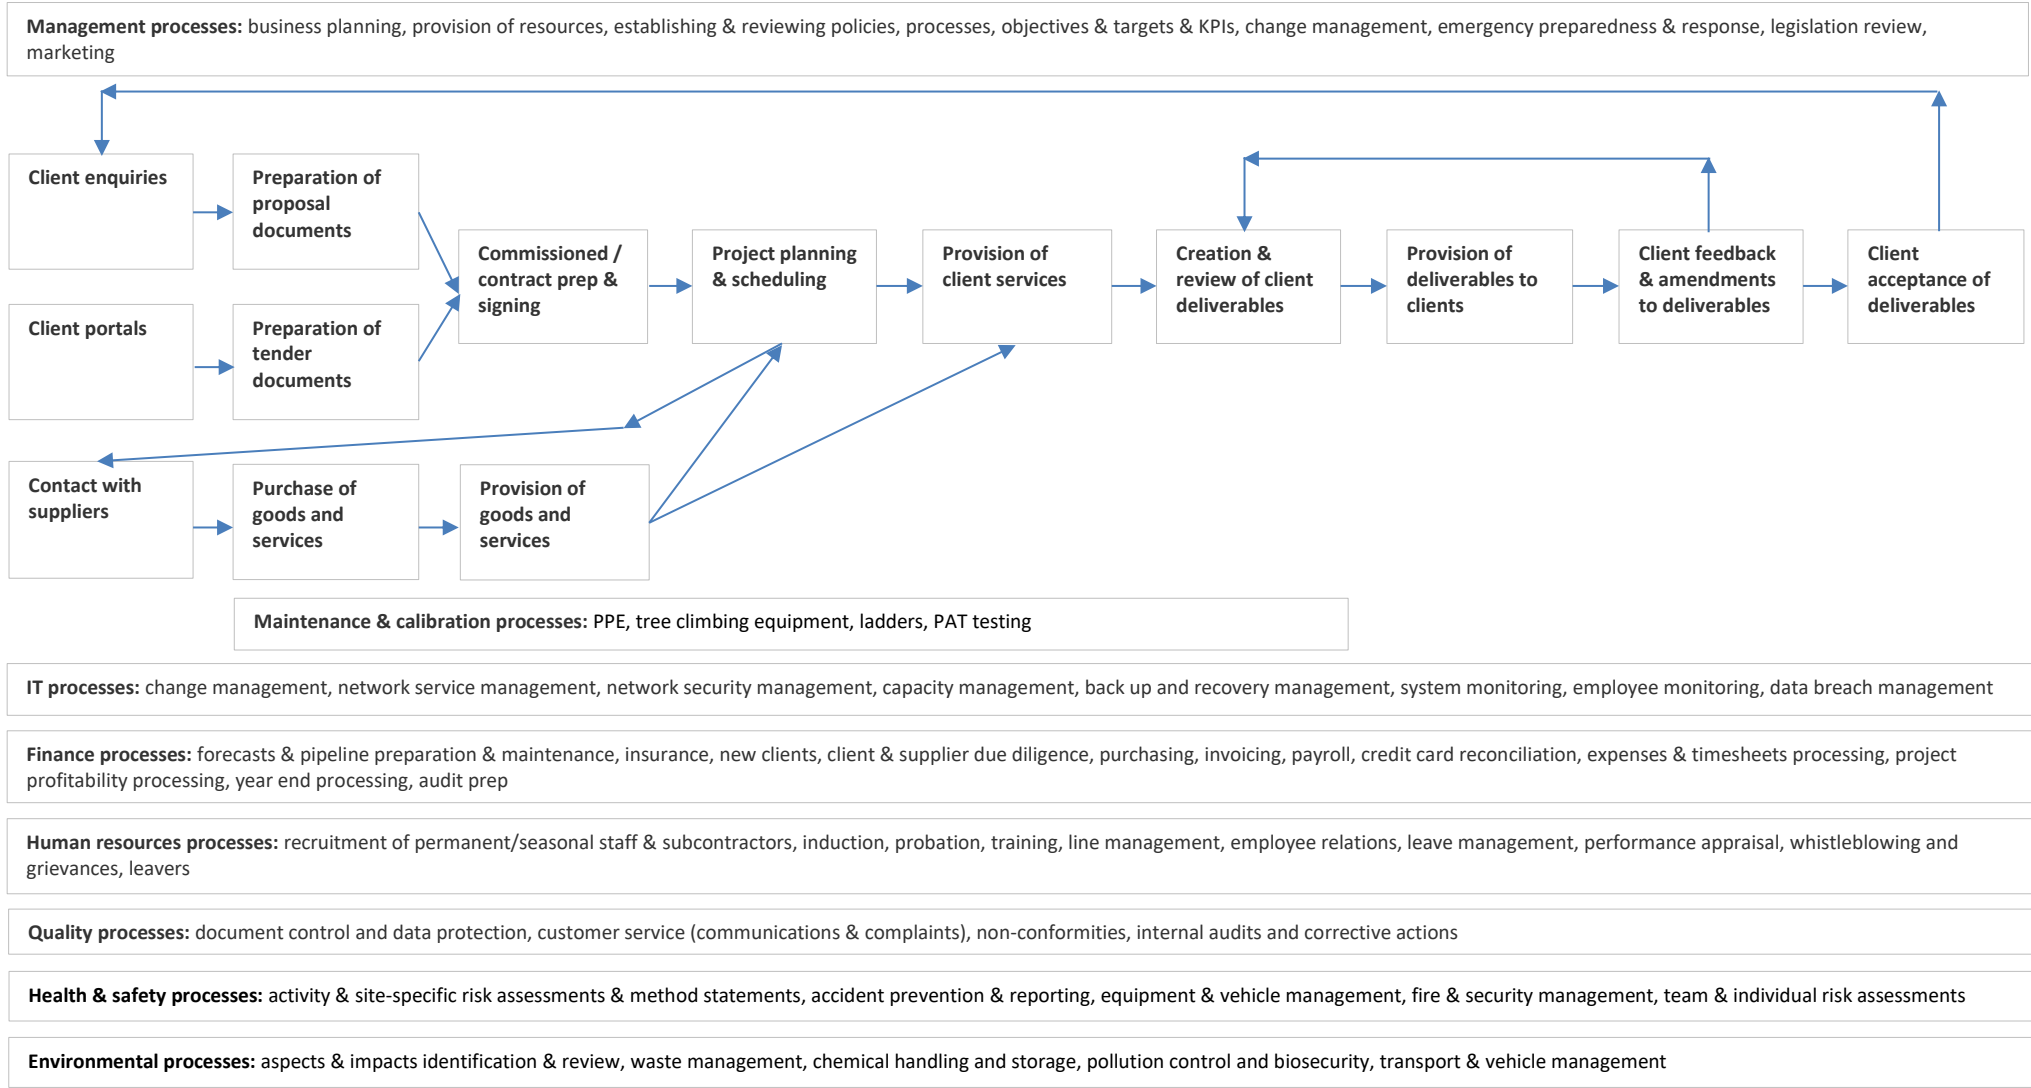 Management processes: business planning, provision of resources, establishing & reviewing policies, processes, objectives & targets & KPIs, change management, emergency preparedness & response, legislation review,
marketing
Client enquiries
Preparation of
proposal
documents
Client portals
Preparation of
tender
documents
Commissioned /
contract prep &
signing
Project planning
& scheduling
Provision of
client services
Creation &
review of client
deliverables
Provision of
deliverables to
clients
Client feedback
& amendments
to deliverables
Client
acceptance of
deliverables
Contact with
suppliers
Purchase of
goods and
services
Provision of
goods and
services
Maintenance & calibration processes: PPE, tree climbing equipment, ladders, PAT testing
IT processes: change management, network service management, network security management, capacity management, back up and recovery management, system monitoring, employee monitoring, data breach management
Finance processes: forecasts & pipeline preparation & maintenance, insurance, new clients, client & supplier due diligence, purchasing, invoicing, payroll, credit card reconciliation, expenses & timesheets processing, project
profitability processing, year end processing, audit prep
Human resources processes: recruitment of permanent/seasonal staff & subcontractors, induction, probation, training, line management, employee relations, leave management, performance appraisal, whistleblowing and
grievances, leavers
Quality processes: document control and data protection, customer service (communications & complaints), non-conformities, internal audits and corrective actions
Health & safety processes: activity & site-specific risk assessments & method statements, accident prevention & reporting, equipment & vehicle management, fire & security management, team & individual risk assessments
Environmental processes: aspects & impacts identification & review, waste management, chemical handling and storage, pollution control and biosecurity, transport & vehicle management